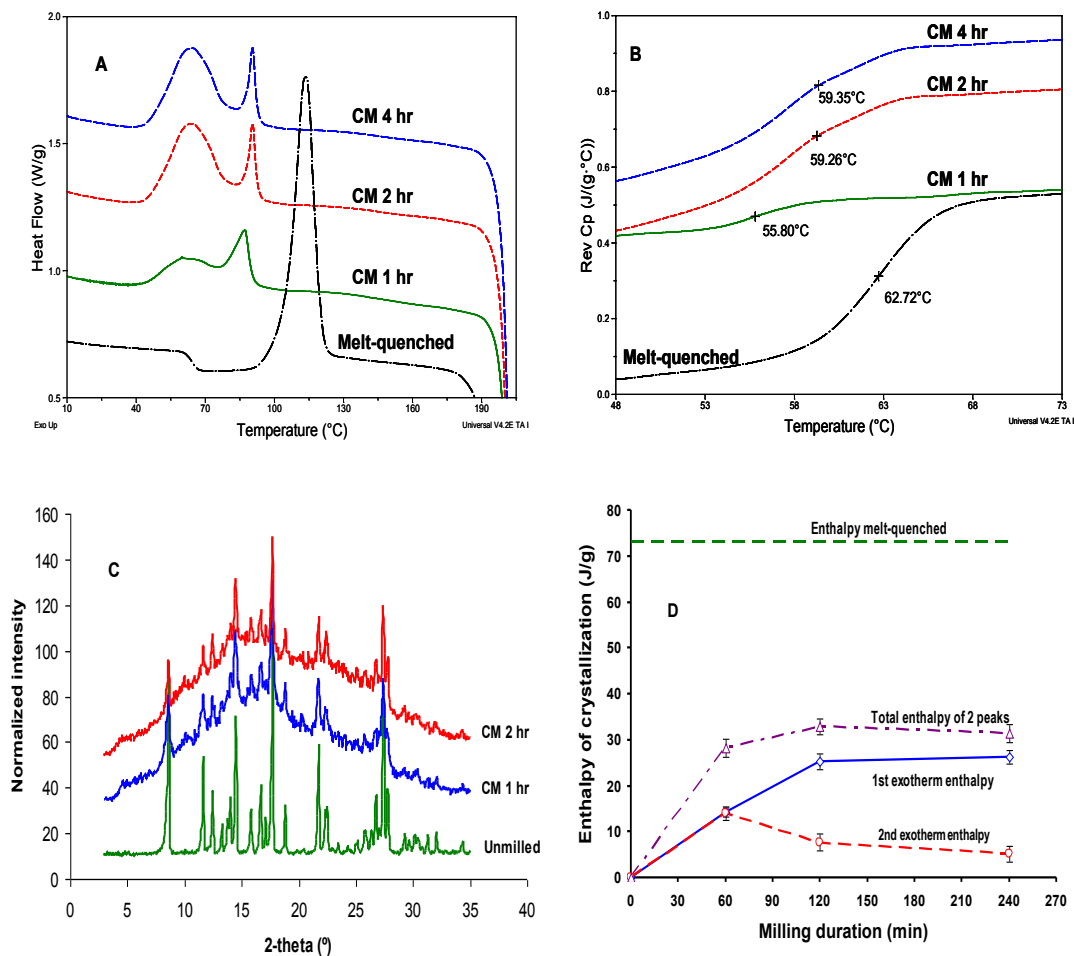 2.0
A
CM 4 hr
1.5
CM 2 hr
Heat Flow (W/g)
1.0
CM 1 hr
Melt-quenched
0.5
10 40 70 100 130 160 190
Exo Up
Temperature (°C)
Universal V4.2E TA I
1.0
CM 4 hr
B
0.8
59.35°C
CM 2 hr
59.26°C
0.6
CM 1 hr
Rev Cp (J/(g·°C))
0.4
55.80°C
62.72°C
0.2
Melt-quenched
0.0
48 53 58 63 68 73
Temperature (°C)
Universal V4.2E TA I
160
140
C
120
100
80
Normalized intensity
CM 2 hr
60
CM 1 hr
40
20
Unmilled
0
0 5 10 15 20 25 30 35 40
2-theta (º)
80
Enthalpy melt-quenched
70
60
D
50
Enthalpy of crystallization (J/g)
40
Total enthalpy of 2 peaks
30
1st exotherm enthalpy
20
10
2nd exotherm enthalpy
0
0 30 60 90 120 150 180 210 240 270
Milling duration (min)